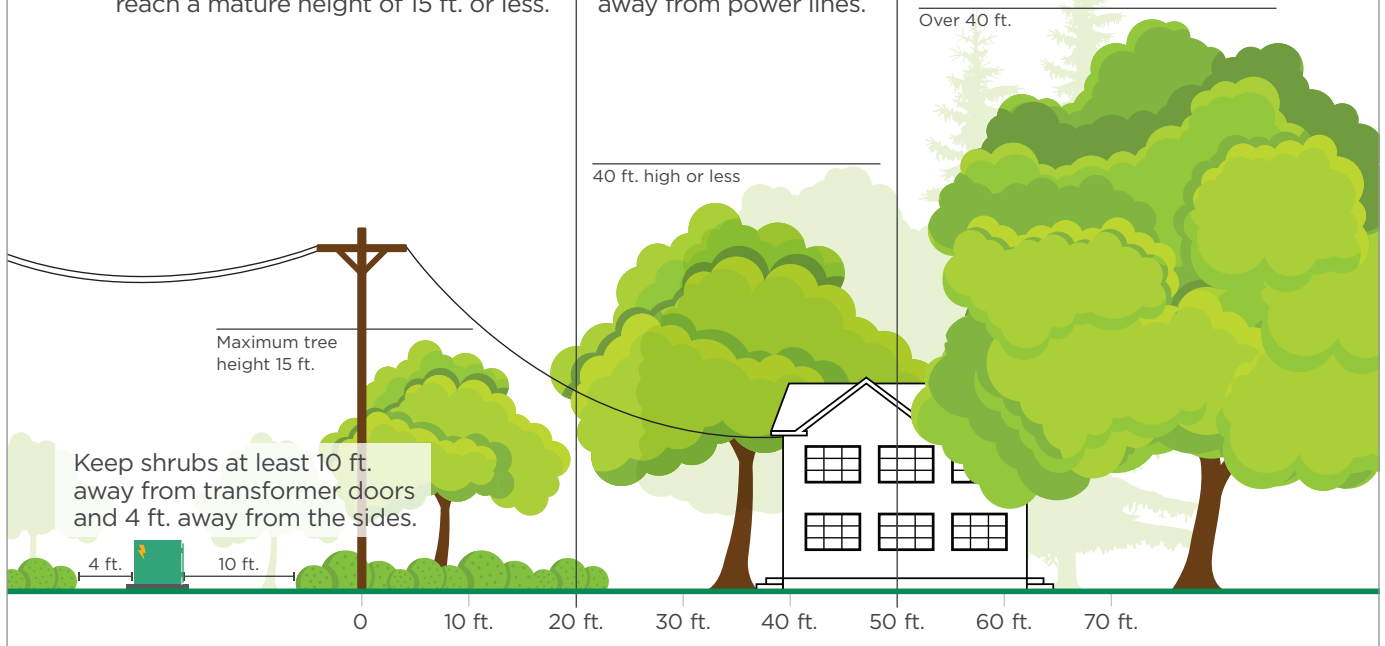 reach a mature height of 15 ft. or less.
away from power lines.
Over 40 ft.
40 ft. high or less
Maximum tree
height 15 ft.
Keep shrubs at least 10 ft.
away from transformer doors
and 4 ft. away from the sides.
4 ft.
10 ft.
0 10 ft. 20 ft. 30 ft. 40 ft. 50 ft. 60 ft. 70 ft.